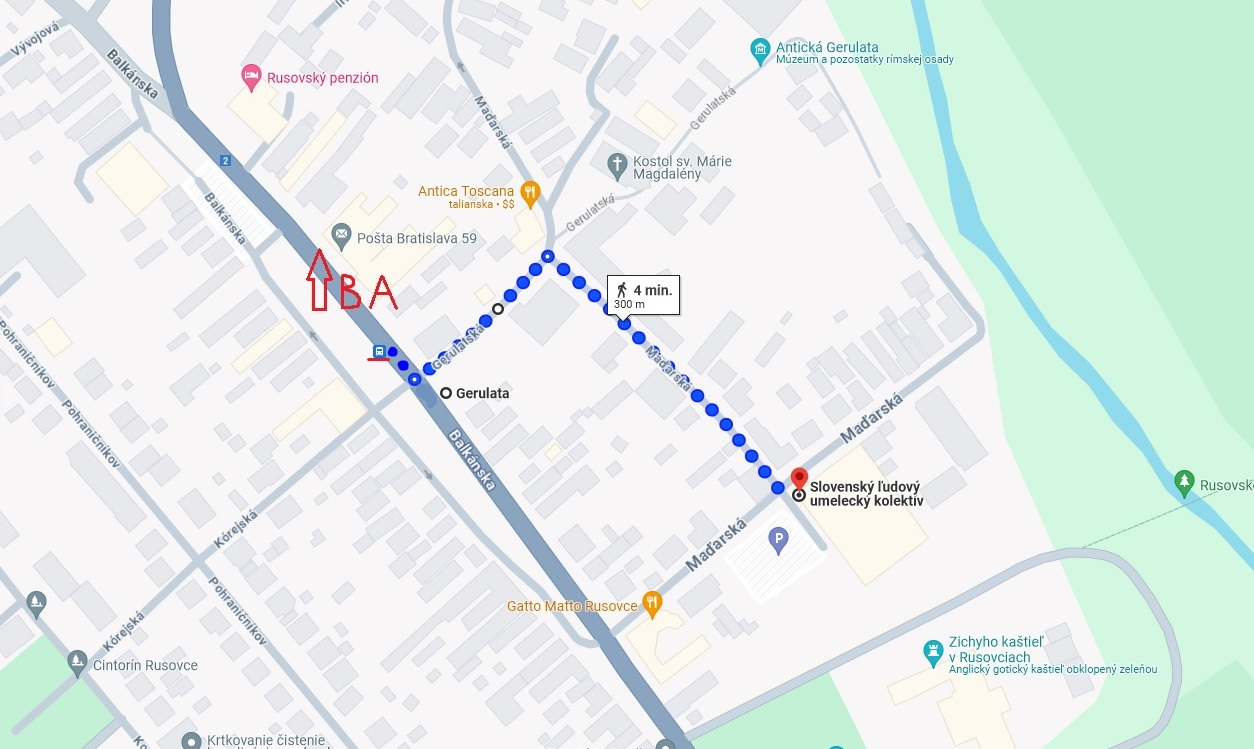 Vývojová
Balkánska
Rusovský penzión
Antická Gerulata
Múzeum a pozostatky rímskej osady
Maďarská
Gerulatská
2
Kostol sv. Márie
Magdalény
Antica Toscana
talianska • $$
Balkánska
Gerulatská
Pošta Bratislava 59
BA
4 min.
300 m
Pohraničníkov
Gerulatská
Maďarská
Gerulata
Pohraničníkov
Maďarská
Balkánska
Slovenský ľudový
umelecký kolektív
Kórejská
Maďarská
P
Pohraničníkov
Gatto Matto Rusovce
Kórejská
Zichyho kaštieľ
v Rusovciach
Anglický gotický kaštieľ obklopený zeleňou
Cintorín Rusovce
Krtkovanie čistenie